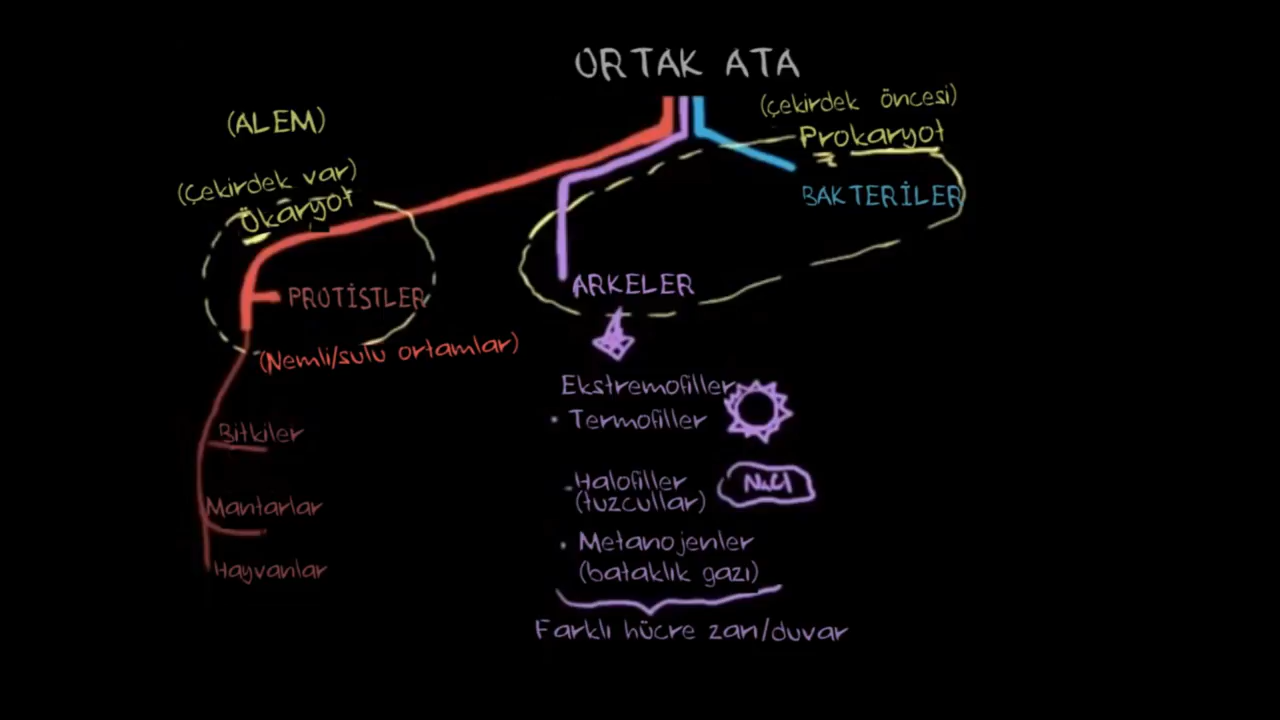 ORTAK ATA
(çekirdek öncesi)
Prokaryot
BAKTERİLER
(ALEM)
(Çekirdek var)
Ökaryot
PROTİSTLER
(Nemli/sulu ortamlar)
Bitkiler
Mantarlar
Hayvanlar
ARKELER
Ekstremofiller
· Termofiller
· Halofiller
(tuzcullar)
NaCl
· Metanojenler
(bataklık gazı)
Farklı hücre zarı/duvar